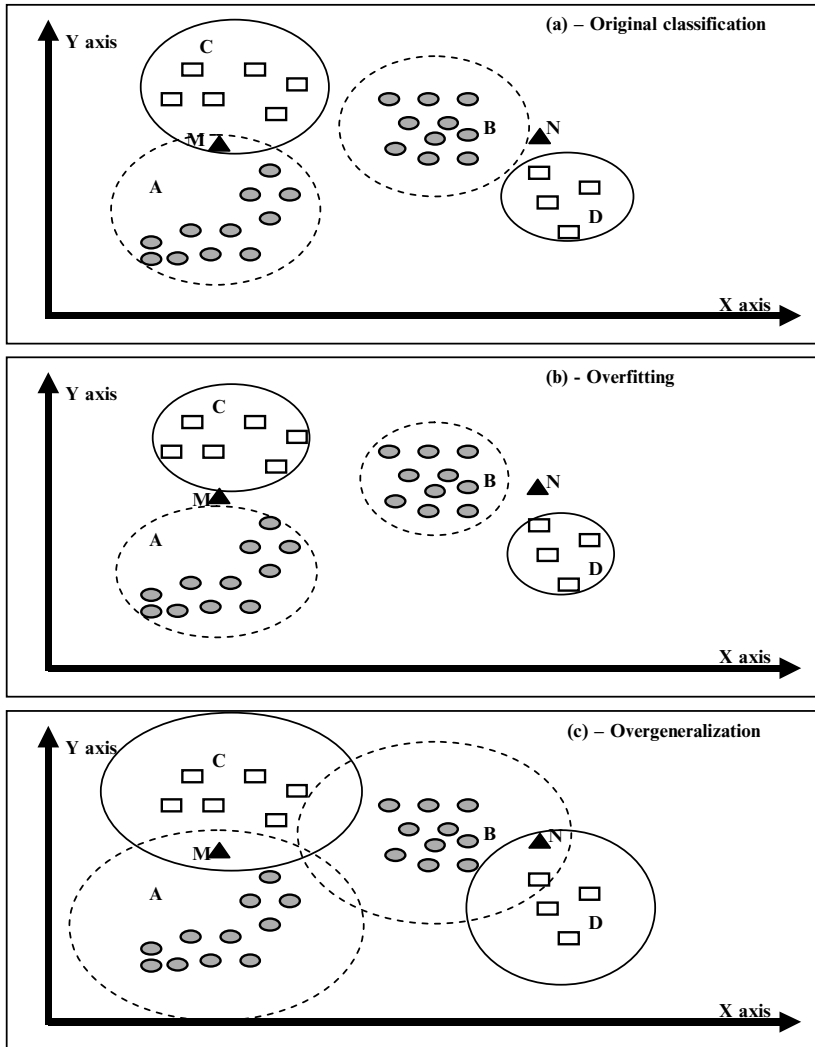 (a) – Original classification
Y axis
C
B
N
M
A
D
X axis
(b) - Overfitting
Y axis
C
B
N
M
A
D
X axis
(c) – Overgeneralization
Y axis
C
B
N
M
A
D
X axis